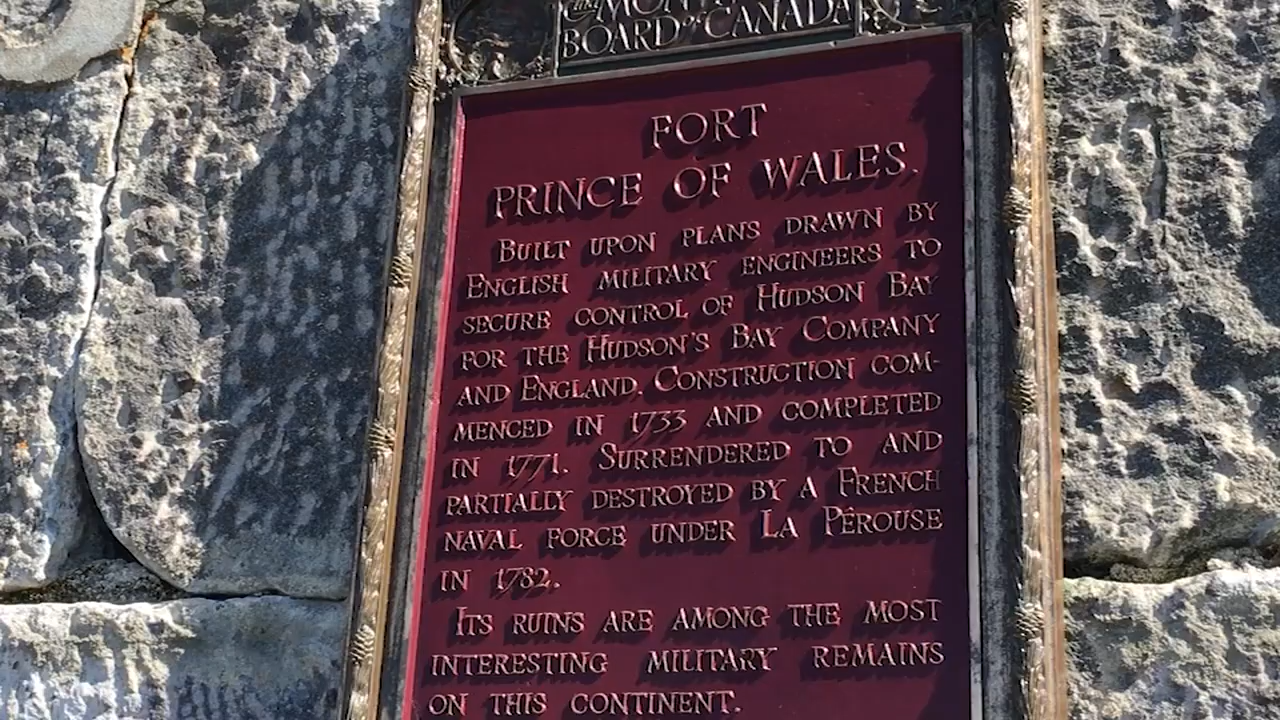 BOARD OF CANADA
FORT
PRINCE OF WALES.
BUILT UPON PLANS DRAWN BY
ENGLISH MILITARY ENGINEERS TO
SECURE CONTROL OF HUDSON BAY
FOR THE HUDSON'S BAY COMPANY
AND ENGLAND. CONSTRUCTION COM-
MENCED IN 1733 AND COMPLETED
IN 1771. SURRENDERED TO AND
PARTIALLY DESTROYED BY A FRENCH
NAVAL FORCE UNDER LA PÉROUSE
IN 1782.
ITS RUINS ARE AMONG THE MOST
INTERESTING MILITARY REMAINS
ON THIS CONTINENT.